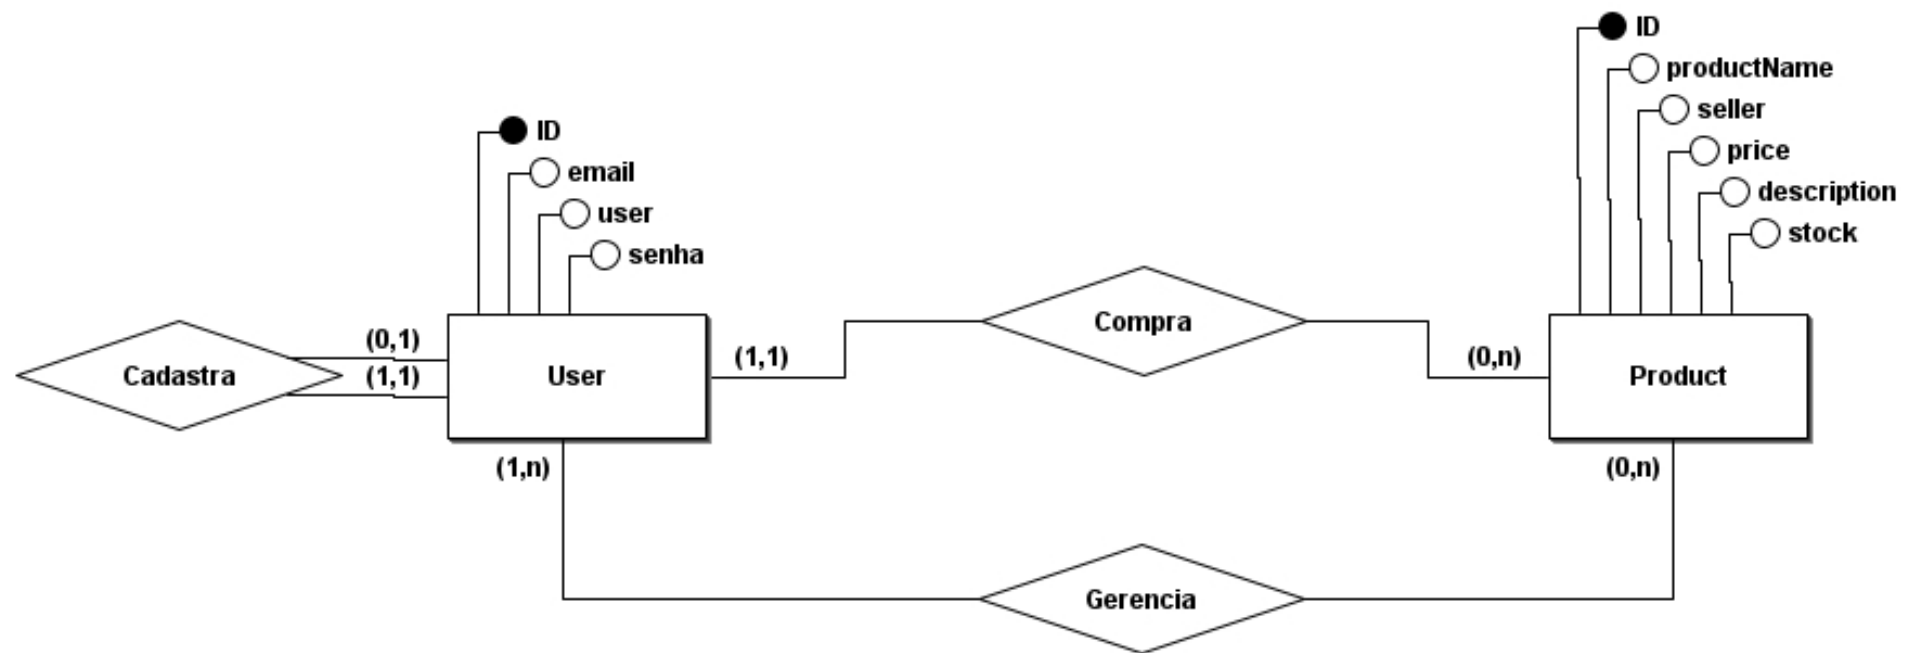 ID
productName
seller
price
description
stock
ID
email
user
senha
Cadastra
(0,1)
(1,1)
User
(1,1)
Compra
(0,n)
Product
(1,n)
(0,n)
Gerencia